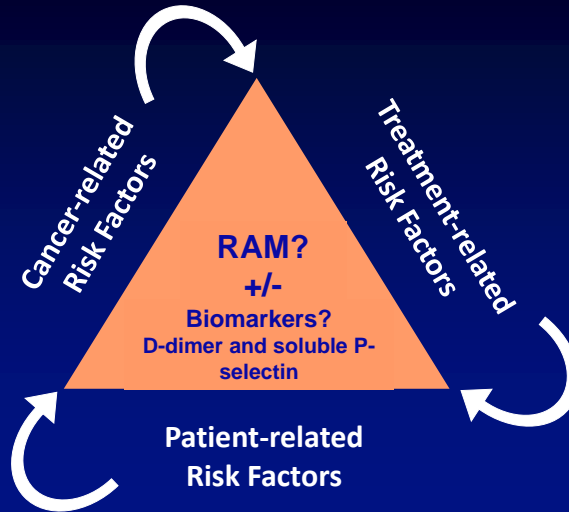 Cancer-related
Risk Factors
Treatment-related
Risk Factors
RAM?
+/-
Biomarkers?
D-dimer and soluble P-
selectin
Patient-related
Risk Factors